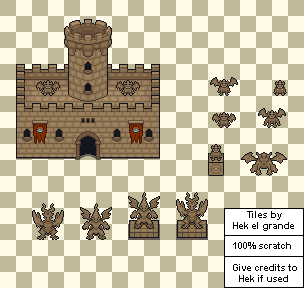 Tiles by
Hek el grande
100% scratch
Give credits to
Hek if used